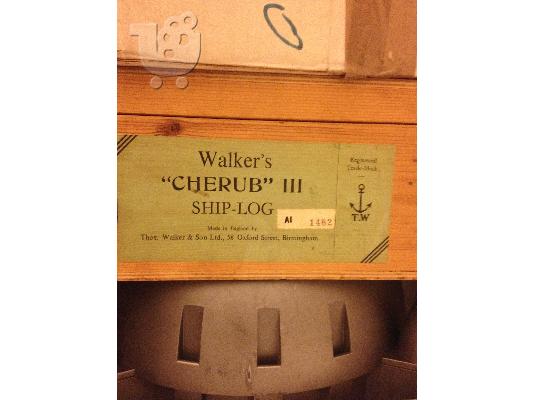 Walker's
"CHERUB" III
SHIP-LOG
AI 1482
Made in England by
Thos. Walker & Son Ltd., 58 Oxford Street, Birmingham.
Registered
Trade-Mark
T.W